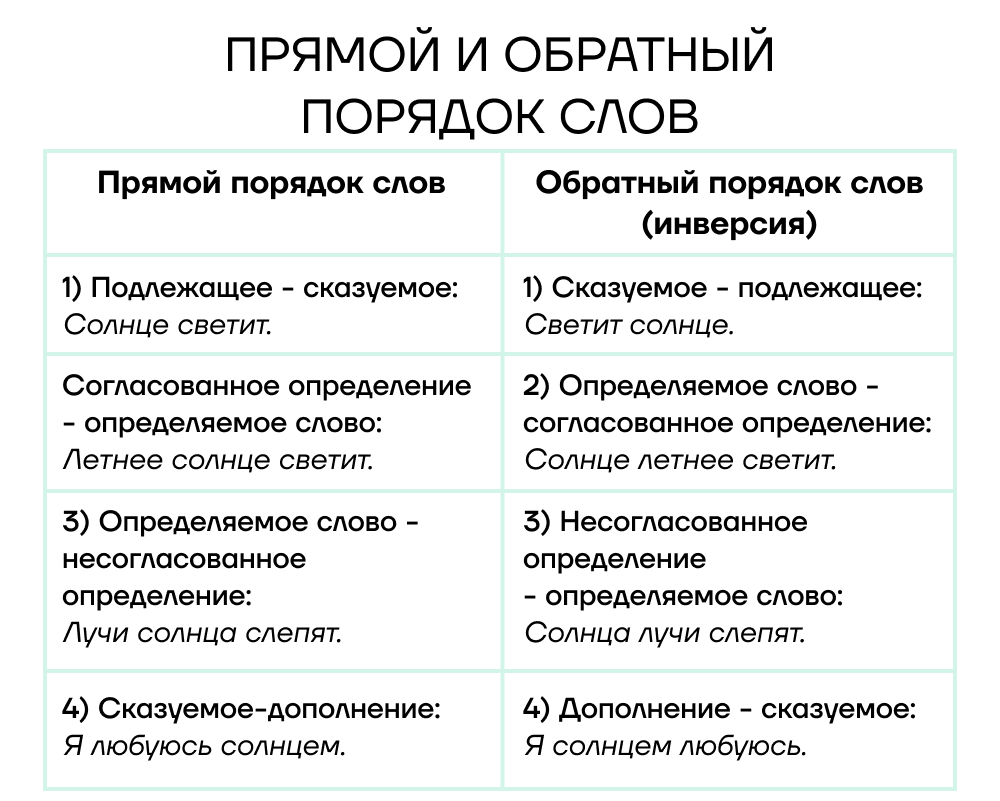 ПРЯМОЙ И ОБРАТНЫЙ
ПОРЯДОК СЛОВ
Прямой порядок слов
Обратный порядок слов
(инверсия)
1) Подлежащее - сказуемое:
Солнце светит.
1) Сказуемое - подлежащее:
Светит солнце.
Согласованное определение
- определяемое слово:
Летнее солнце светит.
2) Определяемое слово -
согласованное определение:
Солнце летнее светит.
3) Определяемое слово -
несогласованное
определение:
Лучи солнца слепят.
3) Несогласованное
определение
- определяемое слово:
Солнца лучи слепят.
4) Сказуемое-дополнение:
Я любуюсь солнцем.
4) Дополнение - сказуемое:
Я солнцем любуюсь.